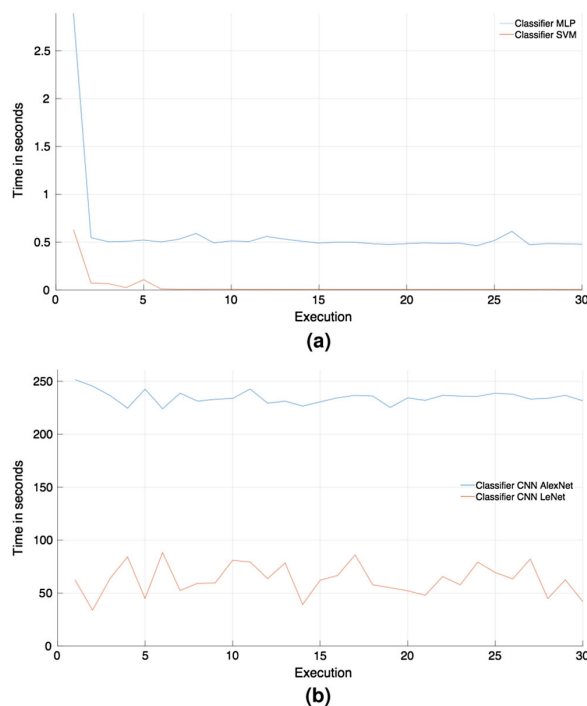 Classifier MLP
Classifier SVM
2.5
2
1.5
1
0.5
0
Time in seconds
0 5 10 15 20 25 30
Execution
(a)
250
200
150
100
50
0
Time in seconds
Classifier CNN AlexNet
Classifier CNN LeNet
0 5 10 15 20 25 30
Execution
(b)